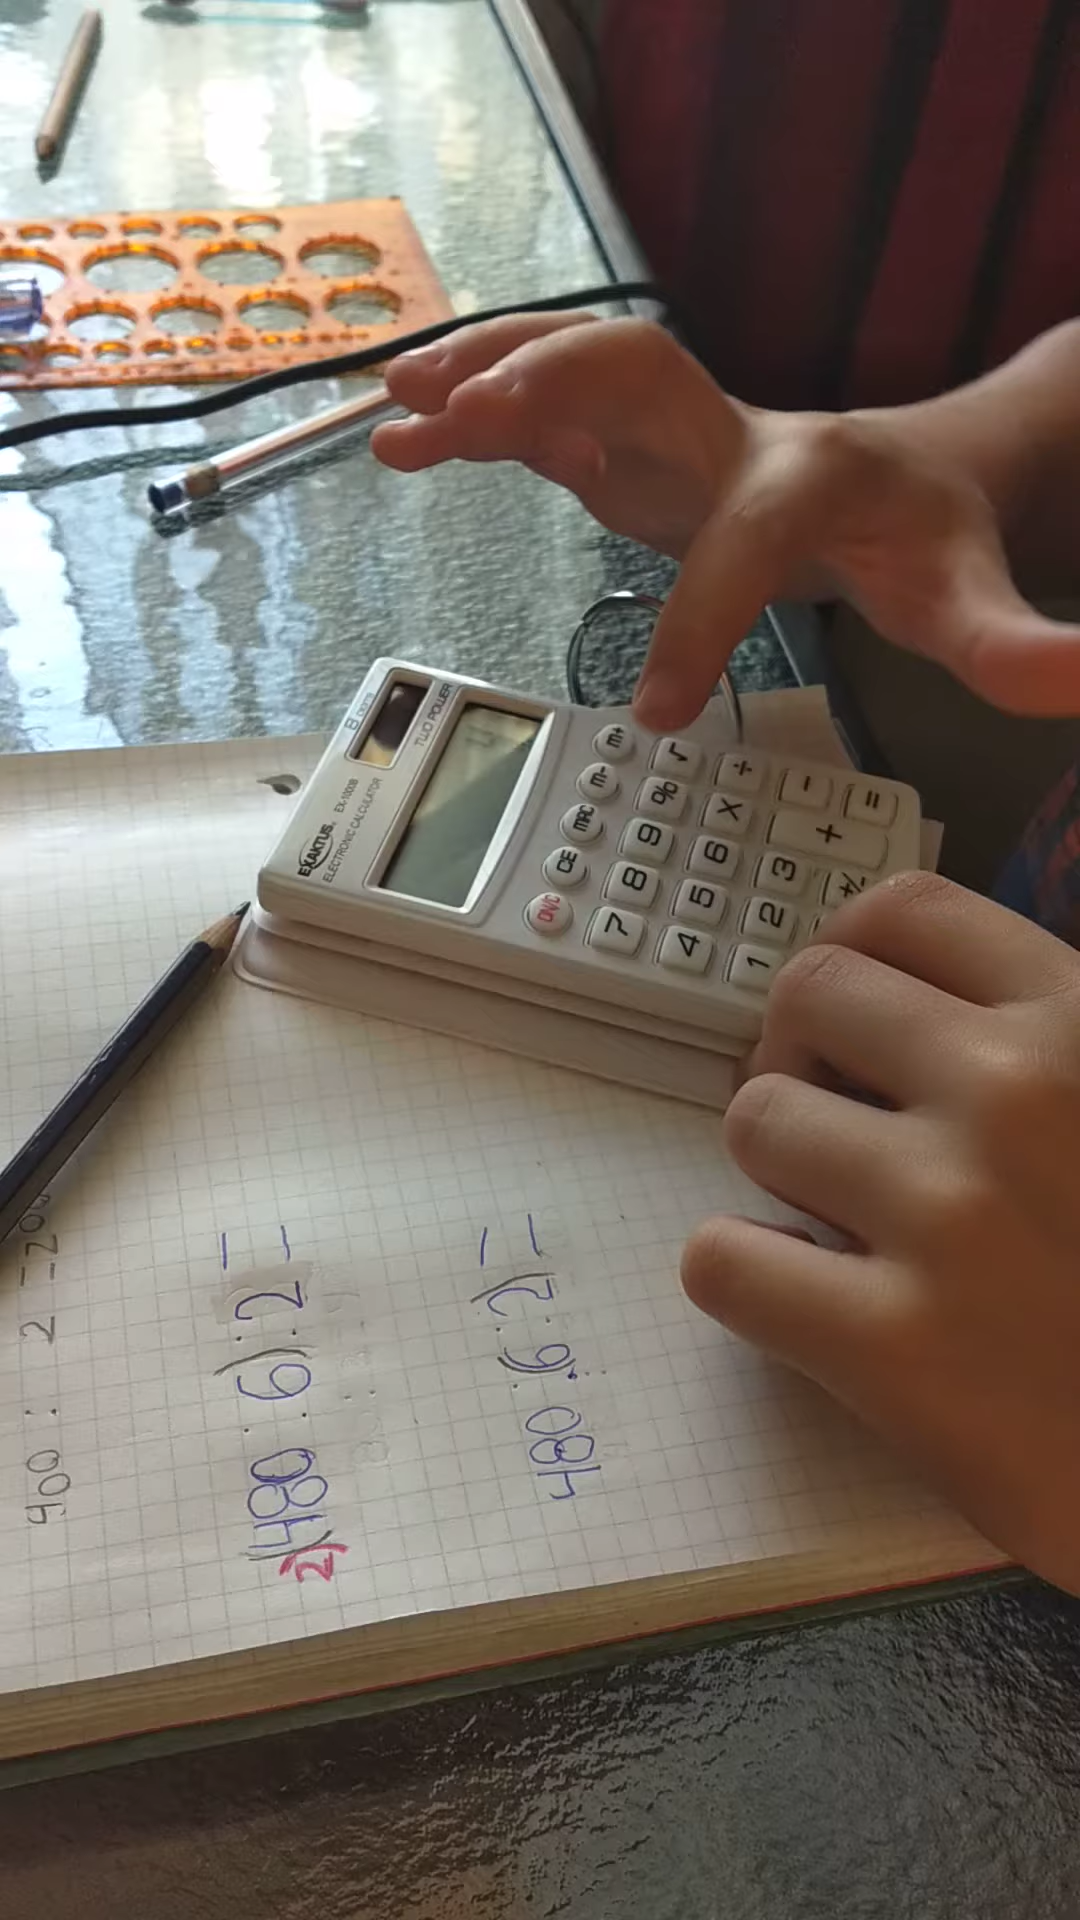 400 : 2 = 200
2) (480 : 6) : 2 =
480 : (6 : 2) =
EXAKTUS EX-100B
ELECTRONIC CALCULATOR
8 DIGITS
TWO POWER
m+ √ ÷ - =
m- % X +
MRC 9 6 3 +/-
CE 8 5 2
ON/C 7 4 1